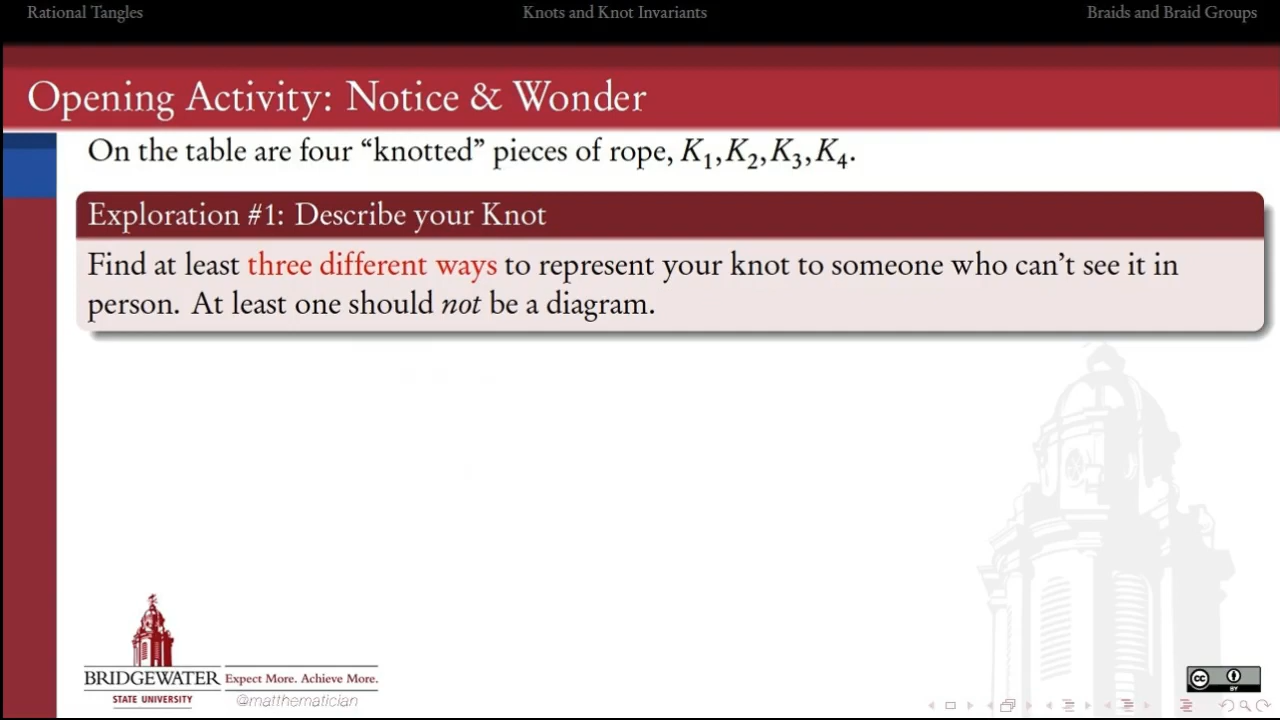 Rational Tangles
Knots and Knot Invariants
Braids and Braid Groups
Opening Activity: Notice & Wonder
On the table are four “knotted” pieces of rope, K₁,K₂,K₃,K₄.
Exploration #1: Describe your Knot
Find at least three different ways to represent your knot to someone who can’t see it in
person. At least one should not be a diagram.
BRIDGEWATER
STATE UNIVERSITY
Expect More. Achieve More.
@matthematician
cc
BY